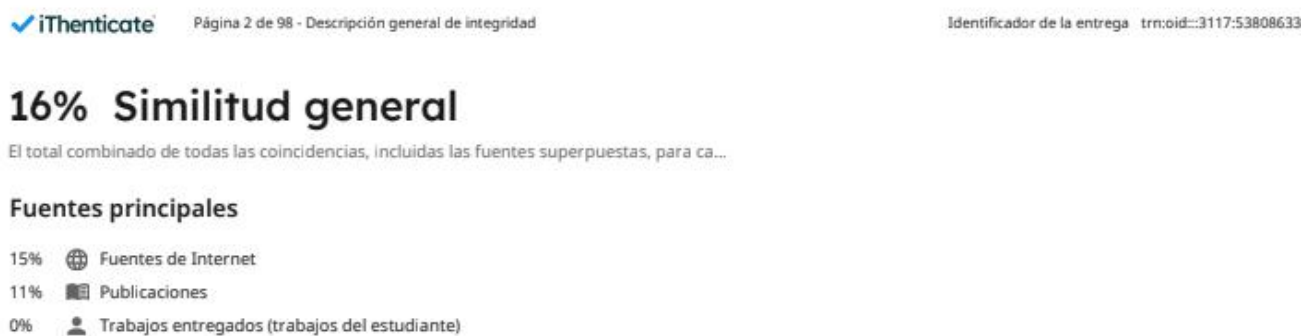 iThenticate Página 2 de 98 - Descripción general de integridad Identificador de la entrega trn:oid:::3117:53808633
16% Similitud general
El total combinado de todas las coincidencias, incluidas las fuentes superpuestas, para ca...
Fuentes principales
15% Fuentes de Internet
11% Publicaciones
0% Trabajos entregados (trabajos del estudiante)